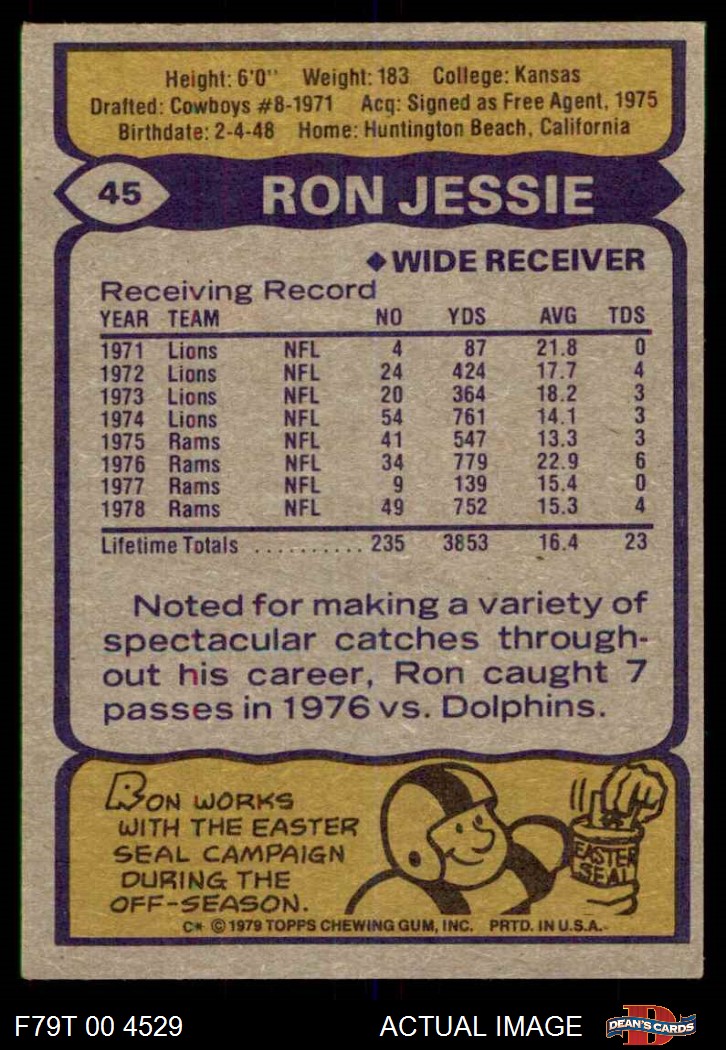 Height: 6'0" Weight: 183 College: Kansas
Drafted: Cowboys #8-1971 Acq: Signed as Free Agent, 1975
Birthdate: 2-4-48 Home: Huntington Beach, California
45 RON JESSIE
◆WIDE RECEIVER
Receiving Record
YEAR TEAM NO YDS AVG TDS
1971 Lions NFL 4 87 21.8 0
1972 Lions NFL 24 424 17.7 4
1973 Lions NFL 20 364 18.2 3
1974 Lions NFL 54 761 14.1 3
1975 Rams NFL 41 547 13.3 3
1976 Rams NFL 34 779 22.9 6
1977 Rams NFL 9 139 15.4 0
1978 Rams NFL 49 752 15.3 4
Lifetime Totals .......... 235 3853 16.4 23
Noted for making a variety of
spectacular catches through-
out his career, Ron caught 7
passes in 1976 vs. Dolphins.
RON WORKS
WITH THE EASTER
SEAL CAMPAIGN
DURING THE
OFF-SEASON.
EASTER
SEAL
C* © 1979 TOPPS CHEWING GUM, INC. PRTD. IN U.S.A.
F79T 00 4529 ACTUAL IMAGE
D
DEAN'S CARDS